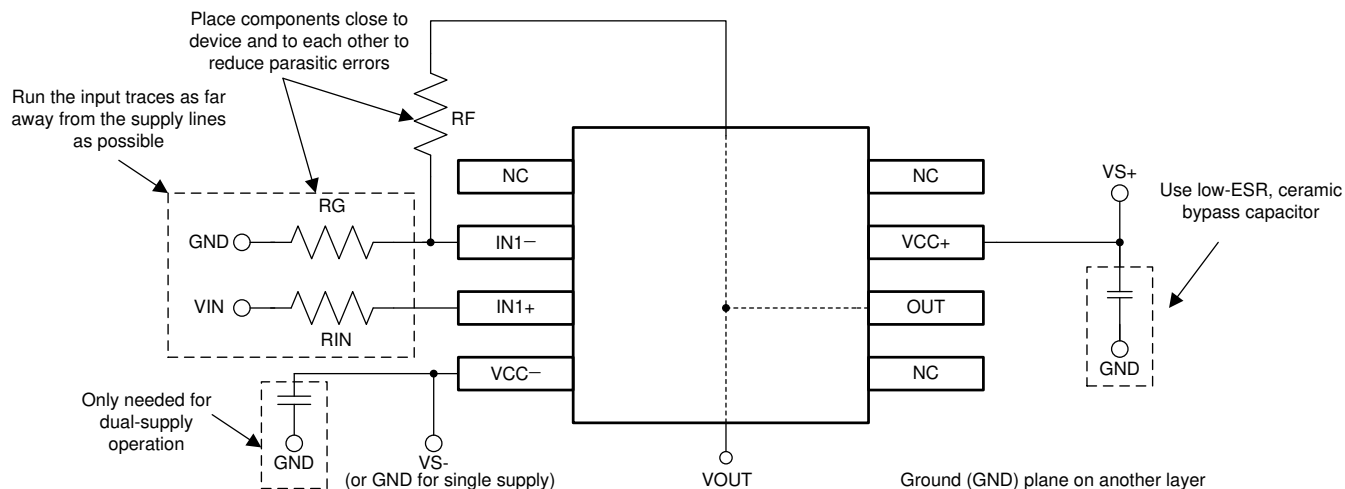 Place components close to
device and to each other to
reduce parasitic errors
Run the input traces as far
away from the supply lines
as possible
RF
NC
NC
VS+
Use low-ESR, ceramic
bypass capacitor
RG
GND
IN1−
VCC+
VIN
IN1+
OUT
RIN
VCC−
NC
GND
Only needed for
dual-supply
operation
GND
VS-
(or GND for single supply)
VOUT
Ground (GND) plane on another layer